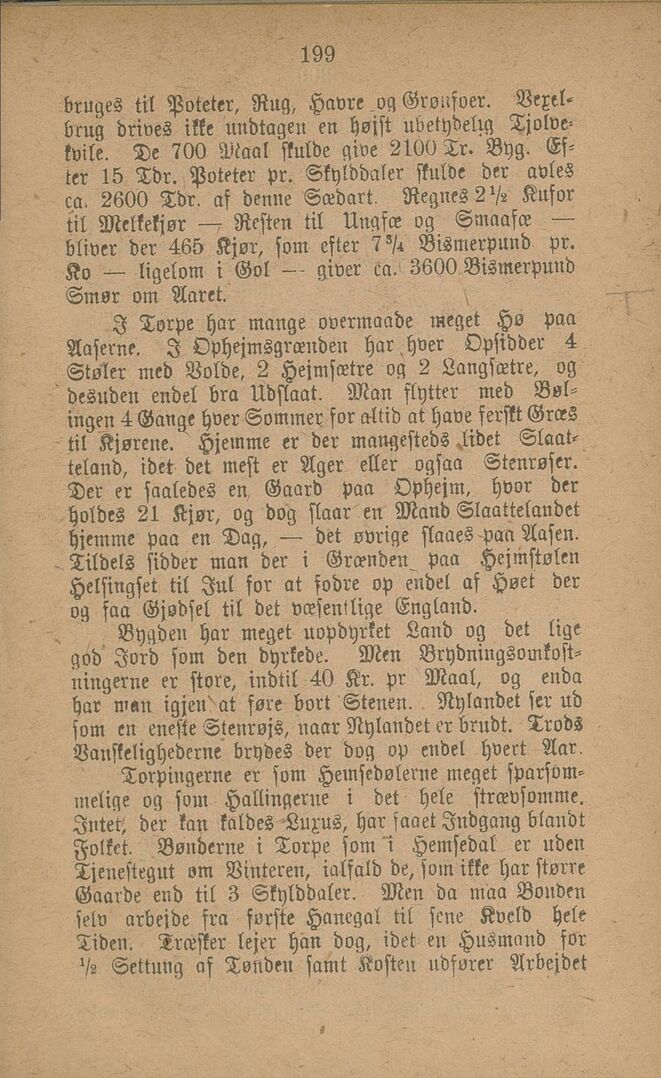 199
bruges til Poteter, Rug, Havre og Grønfoer. Vexel-
brug drives ikke undtagen en højst ubetydelig Tjolve-
kvile. De 700 Maal skulde give 2100 Tr. Byg. Ef-
ter 15 Tdr. Poteter pr. Skylddaler skulde der avles
ca. 2600 Tdr. af denne Sædart. Regnes 2 1/2 Kufor
til Melkekjør — Resten til Ungfæ og Smaafæ —
bliver der 465 Kjør, som efter 7 3/4 Bismerpund pr.
Ko — ligesom i Gol — giver ca. 3600 Bismerpund
Smør om Aaret.
I Torpe har mange overmaade meget Hø paa
Aaserne. I Ophejmsgrænden har hver Opsidder 4
Støler med Volde, 2 Hejmsætre og 2 Langsætre, og
desuden endel bra Udslaat. Man flytter med Bøl-
ingen 4 Gange hver Sommer for altid at have ferskt Græs
til Kjørene. Hjemme er der mangesteds lidet Slaat-
teland, idet det mest er Ager eller ogsaa Stenrøser.
Der er saaledes en Gaard paa Ophejm, hvor der
holdes 21 Kjør, og dog slaar en Mand Slaattelandet
hjemme paa en Dag, — det øvrige slaaes paa Aasen.
Tildels sidder man der i Grænden paa Hejmstølen
Helsingset til Jul for at fodre op endel af Høet der
og faa Gjødsel til det væsentlige England.
Bygden har meget uopdyrket Land og det lige
god Jord som den dyrkede. Men Brydningsomkost-
ningerne er store, indtil 40 Kr. pr Maal, og enda
har man igjen at føre bort Stenen. Nylandet ser ud
som en eneste Stenrøjs, naar Nylandet er brudt. Trods
Vanskelighederne brydes der dog op endel hvert Aar.
Torpingerne er som Hemsedølerne meget sparsom-
melige og som Hallingerne i det hele strævsomme.
Intet, der kan kaldes Luxus, har faaet Indgang blandt
Folket. Bønderne i Torpe som i Hemsedal er uden
Tjenestegut om Vinteren, ialfald de, som ikke har større
Gaarde end til 3 Skylddaler. Men da maa Bonden
selv arbejde fra første Hanegal til sene Kveld hele
Tiden. Træsker lejer han dog, idet en Husmand for
1/2 Settung af Tønden samt Kosten udfører Arbejdet